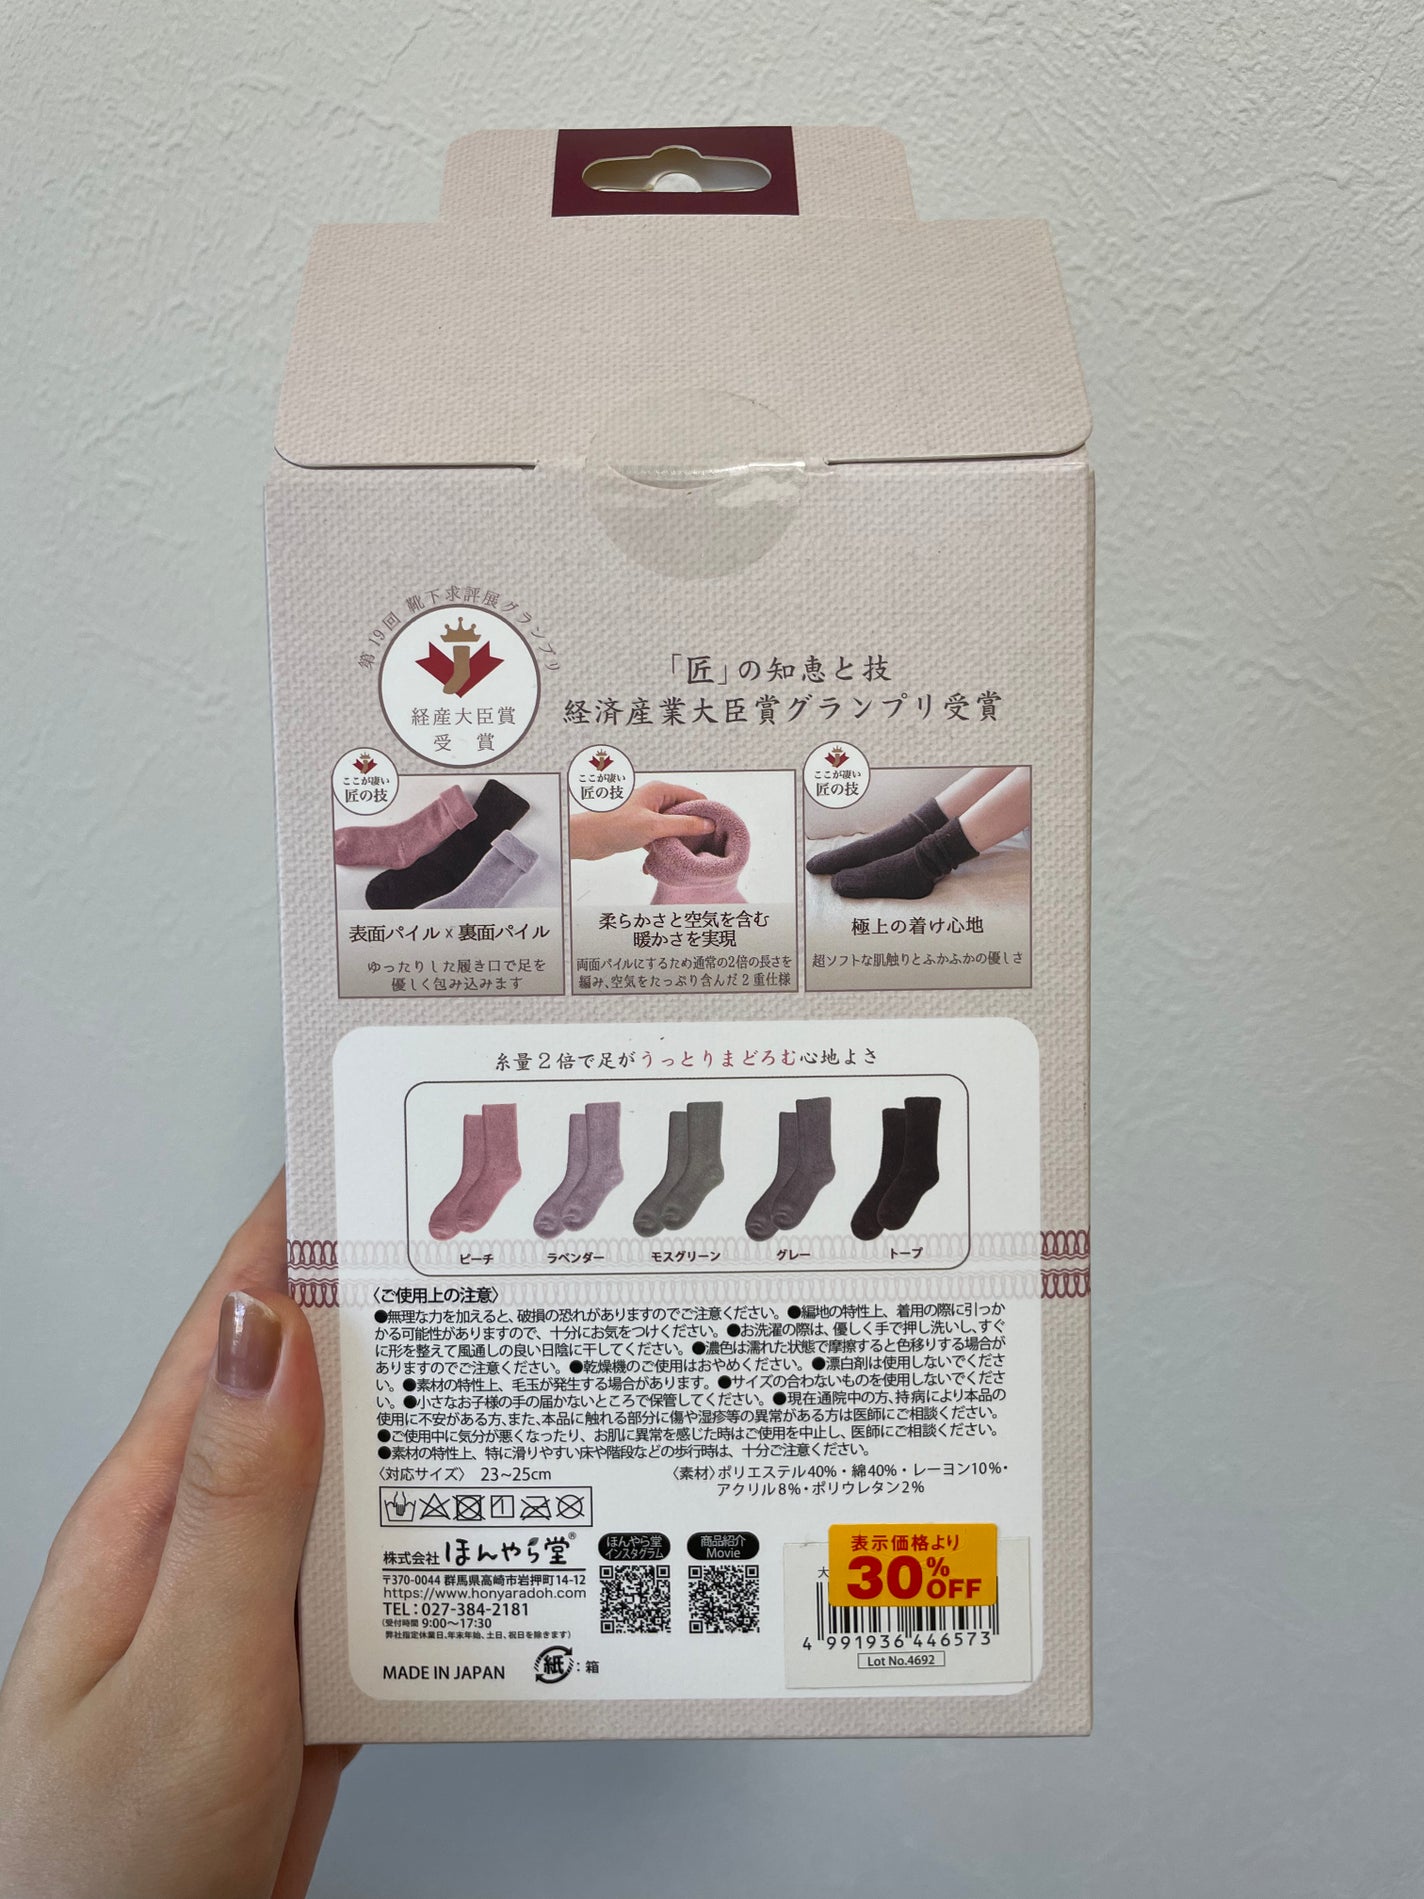 第19回 靴下求評展グランプリ
経産大臣賞
受 賞
「匠」の知恵と技
経済産業大臣賞グランプリ受賞
ここが凄い
匠の技
表面パイル×裏面パイル
ゆったりした履き口で足を
優しく包み込みます
ここが凄い
匠の技
柔らかさと空気を含む
暖かさを実現
両面パイルにするため通常の2倍の長さを
編み、空気をたっぷり含んだ2重仕様
ここが凄い
匠の技
極上の着け心地
超ソフトな肌触りとふかふかの優しさ
糸量2倍で足がうっとりまどろむ心地よさ
ピーチ
ラベンダー
モスグリーン
グレー
トープ
〈ご使用上の注意〉
●無理な力を加えると、破損の恐れがありますのでご注意ください。●編地の特性上、着用の際に引っか
かる可能性がありますので、十分にお気をつけください。●お洗濯の際は、優しく手で押し洗いし、すぐ
に形を整えて風通しの良い日陰に干してください。●濃色は濡れた状態で摩擦すると色移りする場合が
ありますのでご注意ください。●乾燥機のご使用はおやめください。●漂白剤は使用しないでくださ
い。●素材の特性上、毛玉が発生する場合があります。●サイズの合わないものを使用しないでくださ
い。●小さなお子様の手の届かないところで保管してください。●現在通院中の方、持病により本品の
使用に不安がある方、また、本品に触れる部分に傷や湿疹等の異常がある方は医師にご相談ください。
●ご使用中に気分が悪くなったり、お肌に異常を感じた時はご使用を中止し、医師にご相談ください。
●素材の特性上、特に滑りやすい床や階段などの歩行時は、十分ご注意ください。
〈対応サイズ〉 23~25cm
〈素材〉ポリエステル40%・綿40%・レーヨン10%・
アクリル8%・ポリウレタン2%
株式会社 ほんやら堂®
〒370-0044 群馬県高崎市岩押町14-12
https://www.honyaradoh.com
TEL：027-384-2181
(受付時間 9:00〜17:30
弊社指定休業日、年末年始、土日、祝日を除きます)
MADE IN JAPAN
紙：箱
ほんやら堂
インスタグラム
商品紹介
Movie
表示価格より
30%OFF
大
4 991936 446573
Lot No.4692